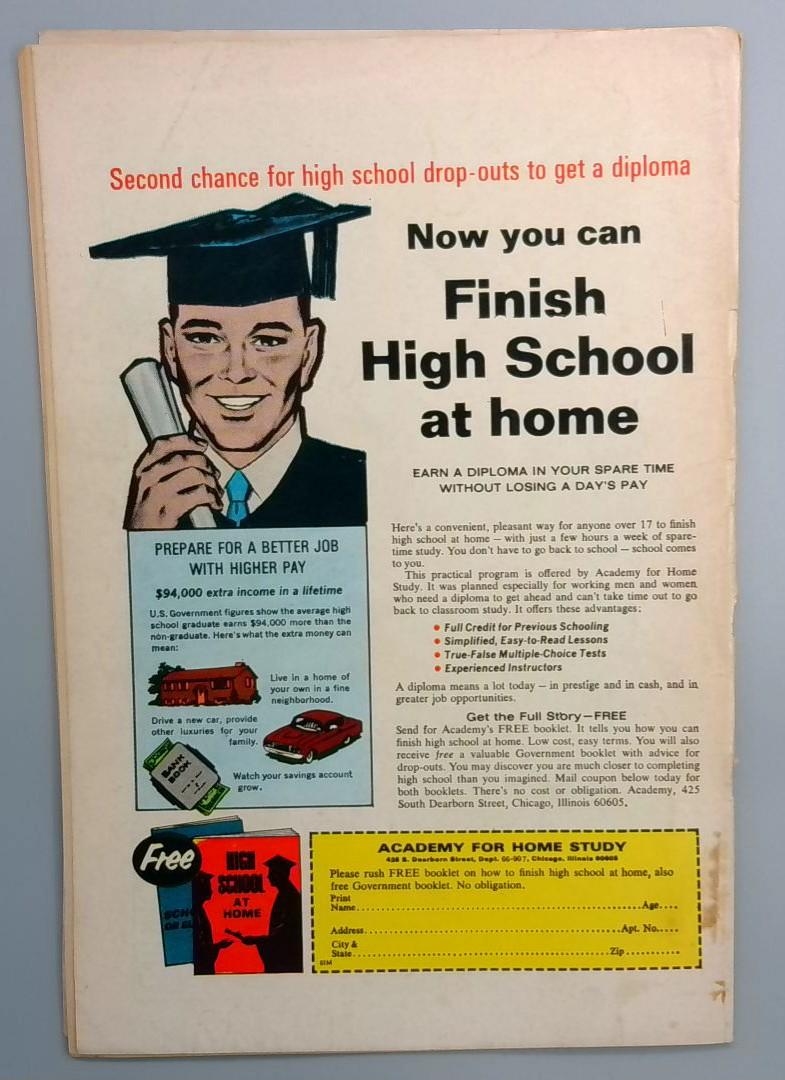 Second chance for high school drop-outs to get a diploma
Now you can
Finish
High School
at home
EARN A DIPLOMA IN YOUR SPARE TIME
WITHOUT LOSING A DAY'S PAY
Here's a convenient, pleasant way for anyone over 17 to finish
high school at home — with just a few hours a week of spare-
time study. You don't have to go back to school — school comes
to you.
This practical program is offered by Academy for Home
Study. It was planned especially for working men and women
who need a diploma to get ahead and can't take time out to go
back to classroom study. It offers these advantages:
• Full Credit for Previous Schooling
• Simplified, Easy-to-Read Lessons
• True-False Multiple-Choice Tests
• Experienced Instructors
A diploma means a lot today — in prestige and in cash, and in
greater job opportunities.
Get the Full Story—FREE
Send for Academy's FREE booklet. It tells you how you can
finish high school at home. Low cost, easy terms. You will also
receive free a valuable Government booklet with advice for
drop-outs. You may discover you are much closer to completing
high school than you imagined. Mail coupon below today for
both booklets. There's no cost or obligation. Academy, 425
South Dearborn Street, Chicago, Illinois 60605.
PREPARE FOR A BETTER JOB
WITH HIGHER PAY
$94,000 extra income in a lifetime
U.S. Government figures show the average high
school graduate earns $94,000 more than the
non-graduate. Here's what the extra money can
mean:
Live in a home of
your own in a fine
neighborhood.
Drive a new car, provide
other luxuries for your
family.
BANK
BOOK
Watch your savings account
grow.
Free
HIGH
SCHOOL
AT
HOME
ACADEMY FOR HOME STUDY
425 S. Dearborn Street, Dept. 66-907, Chicago, Illinois 60605
Please rush FREE booklet on how to finish high school at home, also
free Government booklet. No obligation.
Print
Name.......................................................Age....
Address....................................................Apt. No.....
City &
State....................................................Zip............
61M